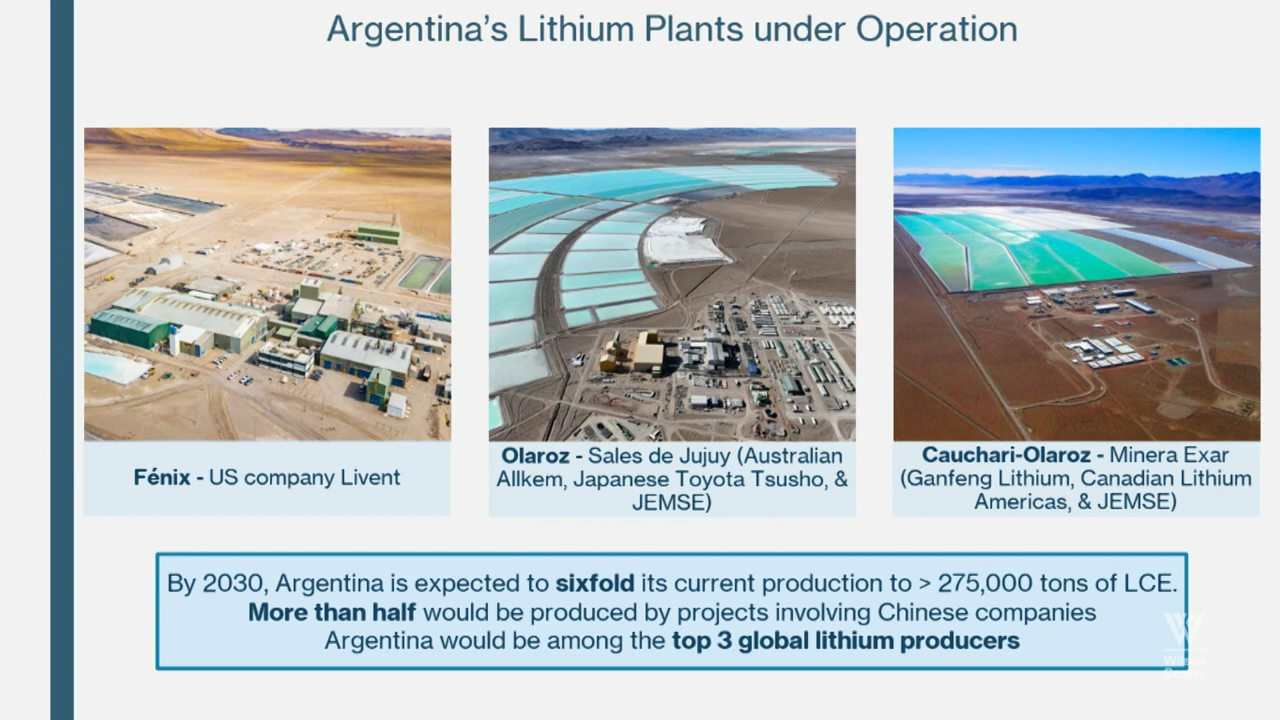 Argentina’s Lithium Plants under Operation
Fénix - US company Livent
Olaroz - Sales de Jujuy (Australian
Allkem, Japanese Toyota Tsusho, &
JEMSE)
Cauchari-Olaroz - Minera Exar
(Ganfeng Lithium, Canadian Lithium
Americas, & JEMSE)
By 2030, Argentina is expected to sixfold its current production to > 275,000 tons of LCE.
More than half would be produced by projects involving Chinese companies
Argentina would be among the top 3 global lithium producers
W
Wilson
Center